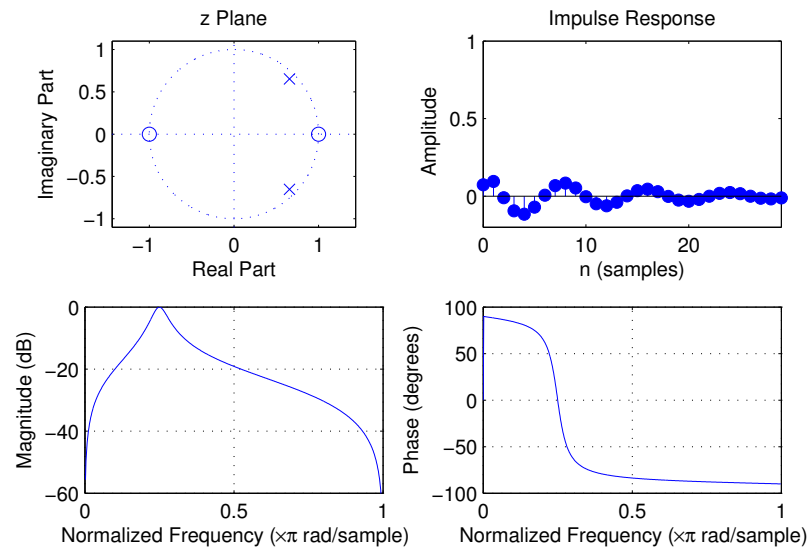 z Plane
1
0.5
0
−0.5
−1
Imaginary Part
−1
0
1
Real Part
Impulse Response
1
0.5
0
Amplitude
0
10
20
n (samples)
0
−20
−40
−60
Magnitude (dB)
0
0.5
1
Normalized Frequency (×π rad/sample)
100
50
0
−50
−100
Phase (degrees)
0
0.5
1
Normalized Frequency (×π rad/sample)